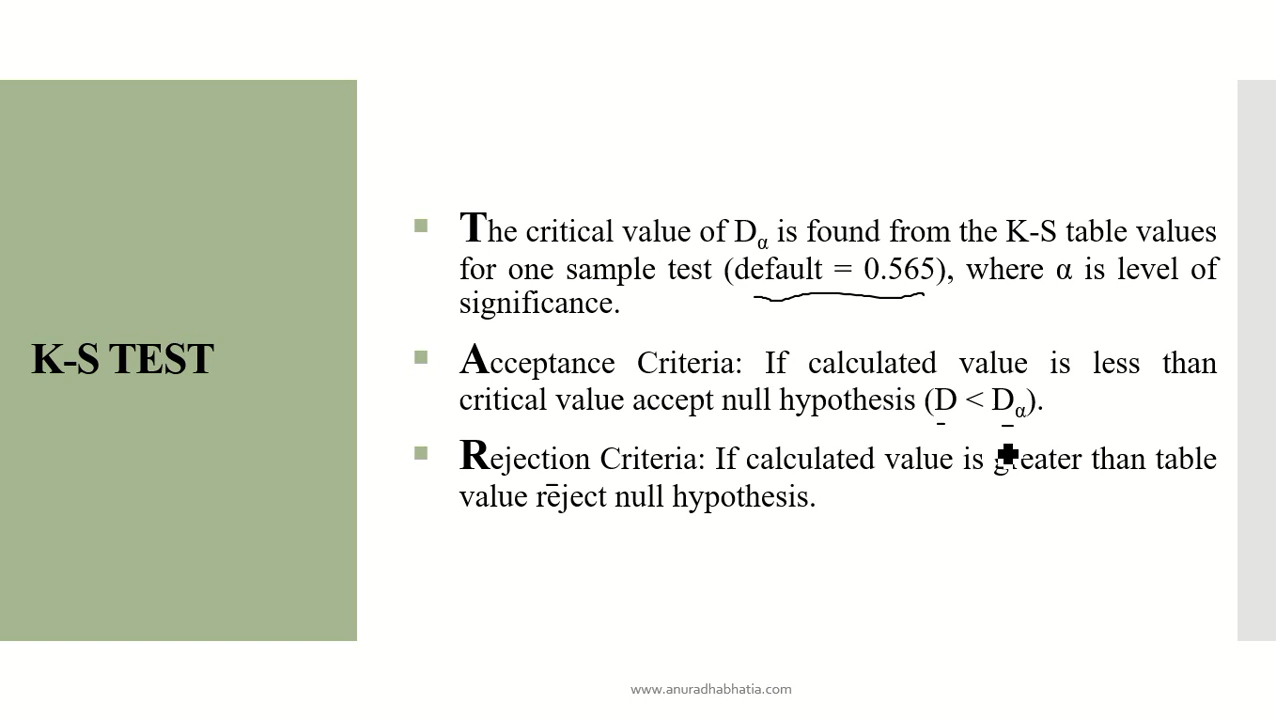 The critical value of Dα is found from the K-S table values
for one sample test (default = 0.565), where α is level of
significance.
K-S TEST
Acceptance Criteria: If calculated value is less than
critical value accept null hypothesis (D < Dα).
Rejection Criteria: If calculated value is greater than table
value reject null hypothesis.
www.anuradhabhatia.com